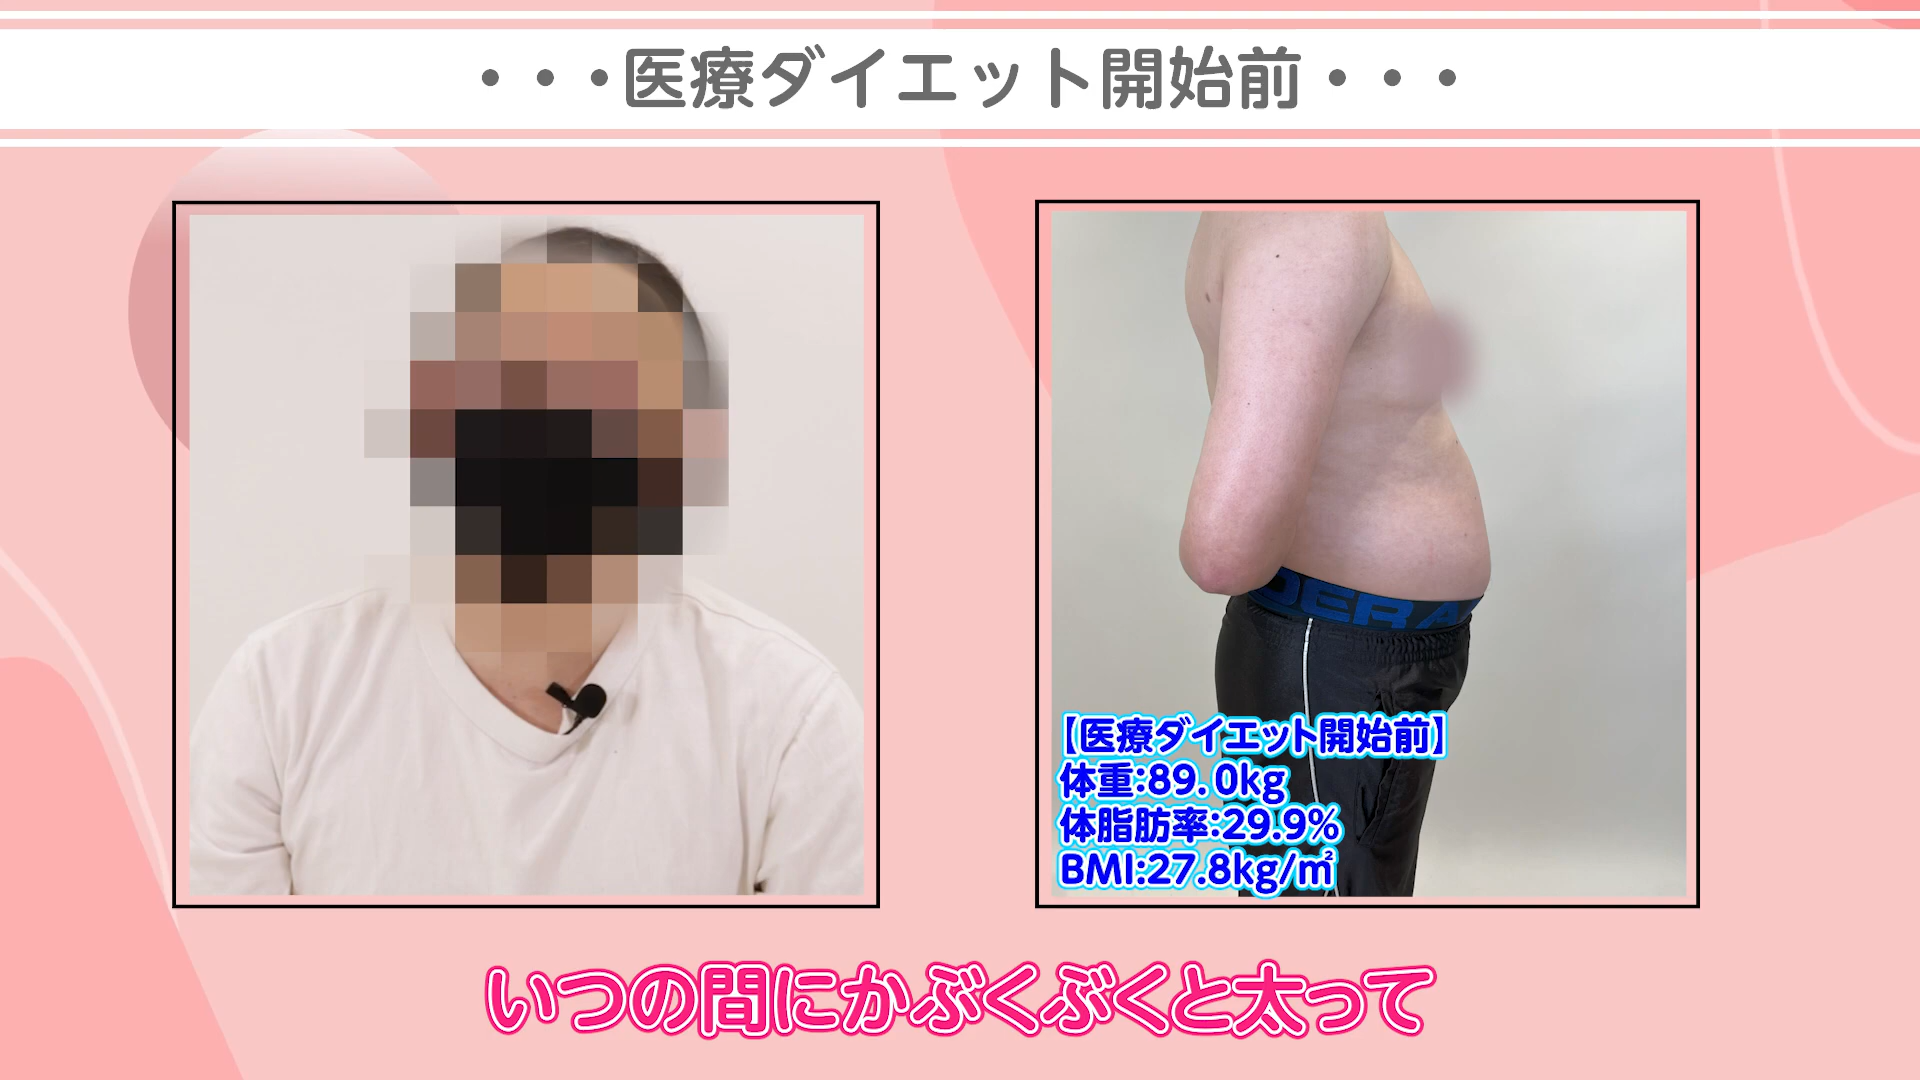 ・・・医療ダイエット開始前・・・
DERA
【医療ダイエット開始前】
体重:89.0kg
体脂肪率:29.9%
BMI:27.8kg/㎡
いつの間にかぶくぶくと太って